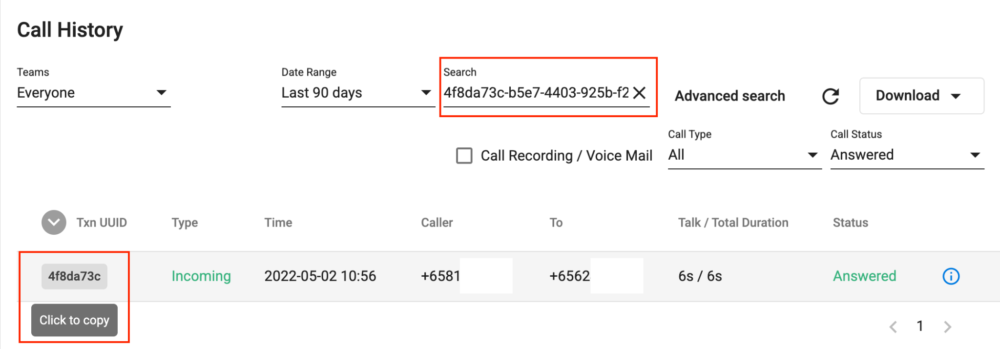 Call History
Teams
Everyone
Date Range
Last 90 days
Search
4f8da73c-b5e7-4403-925b-f2
Advanced search
Download
Call Recording / Voice Mail
Call Type
All
Call Status
Answered
Txn UUID Type Time Caller To Talk / Total Duration Status
4f8da73c Incoming 2022-05-02 10:56 +6581 +6562 6s / 6s Answered
Click to copy
1